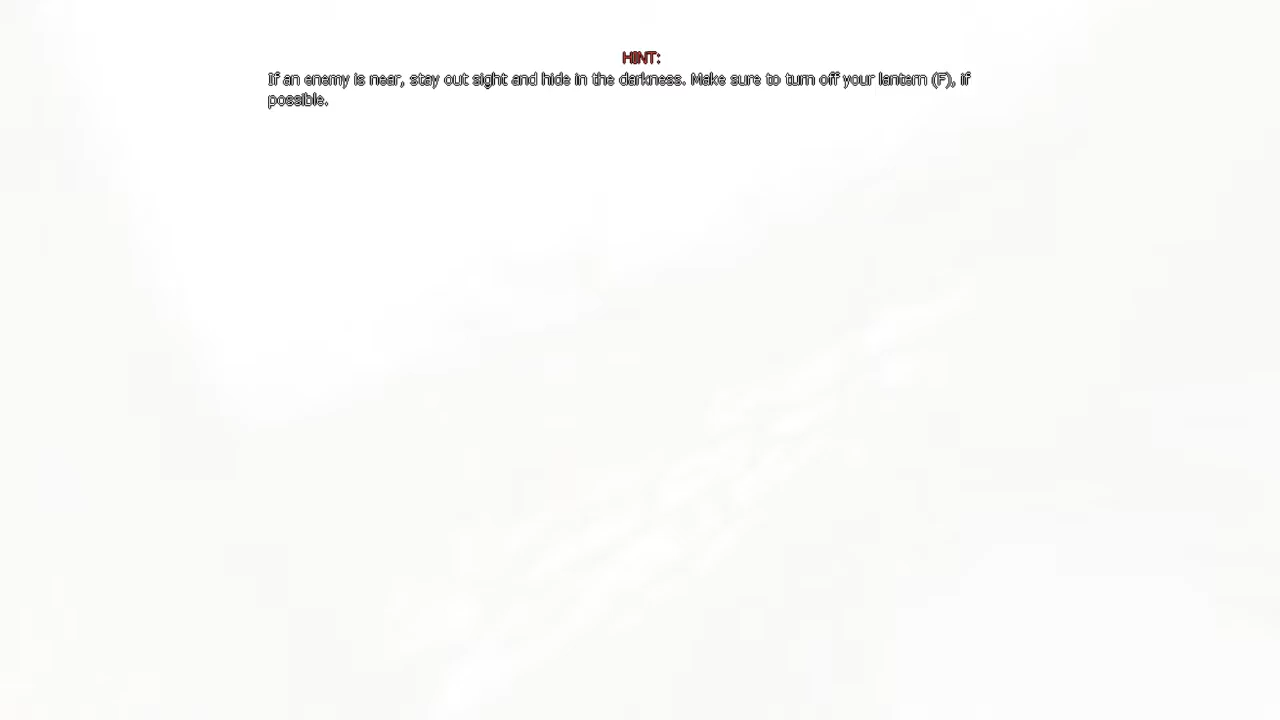 HINT:
If an enemy is near, stay out sight and hide in the darkness. Make sure to turn off your lantern (F), if
possible.